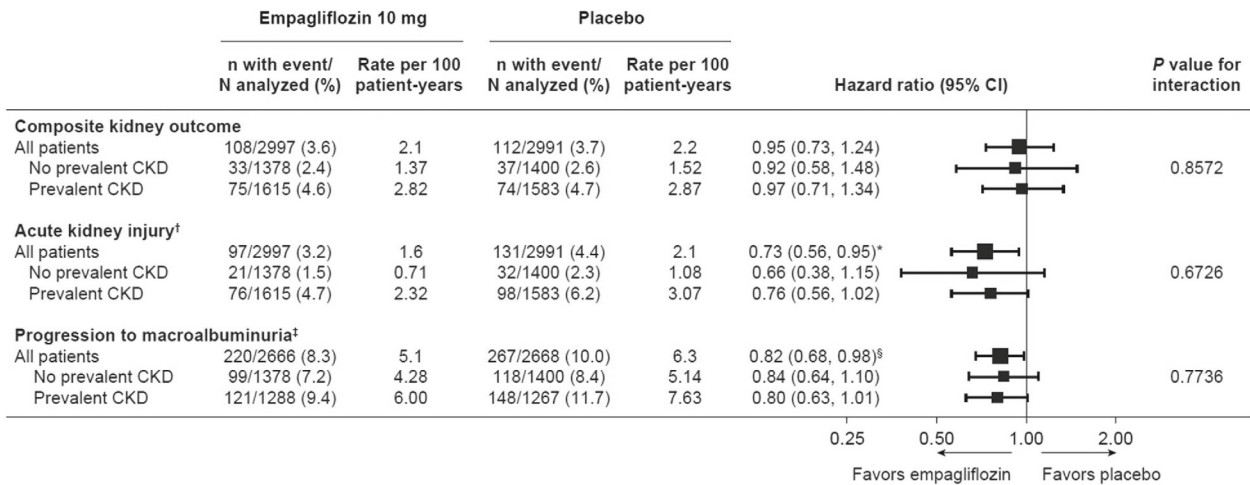 Empagliflozin 10 mg Placebo
n with event/ Rate per 100 n with event/ Rate per 100 P value for
N analyzed (%) patient-years N analyzed (%) patient-years Hazard ratio (95% CI) interaction
Composite kidney outcome
All patients 108/2997 (3.6) 2.1 112/2991 (3.7) 2.2 0.95 (0.73, 1.24)
No prevalent CKD 33/1378 (2.4) 1.37 37/1400 (2.6) 1.52 0.92 (0.58, 1.48) 0.8572
Prevalent CKD 75/1615 (4.6) 2.82 74/1583 (4.7) 2.87 0.97 (0.71, 1.34)
Acute kidney injury†
All patients 97/2997 (3.2) 1.6 131/2991 (4.4) 2.1 0.73 (0.56, 0.95)*
No prevalent CKD 21/1378 (1.5) 0.71 32/1400 (2.3) 1.08 0.66 (0.38, 1.15) 0.6726
Prevalent CKD 76/1615 (4.7) 2.32 98/1583 (6.2) 3.07 0.76 (0.56, 1.02)
Progression to macroalbuminuria‡
All patients 220/2666 (8.3) 5.1 267/2668 (10.0) 6.3 0.82 (0.68, 0.98)§
No prevalent CKD 99/1378 (7.2) 4.28 118/1400 (8.4) 5.14 0.84 (0.64, 1.10) 0.7736
Prevalent CKD 121/1288 (9.4) 6.00 148/1267 (11.7) 7.63 0.80 (0.63, 1.01)
0.25 0.50 1.00 2.00
Favors empagliflozin Favors placebo